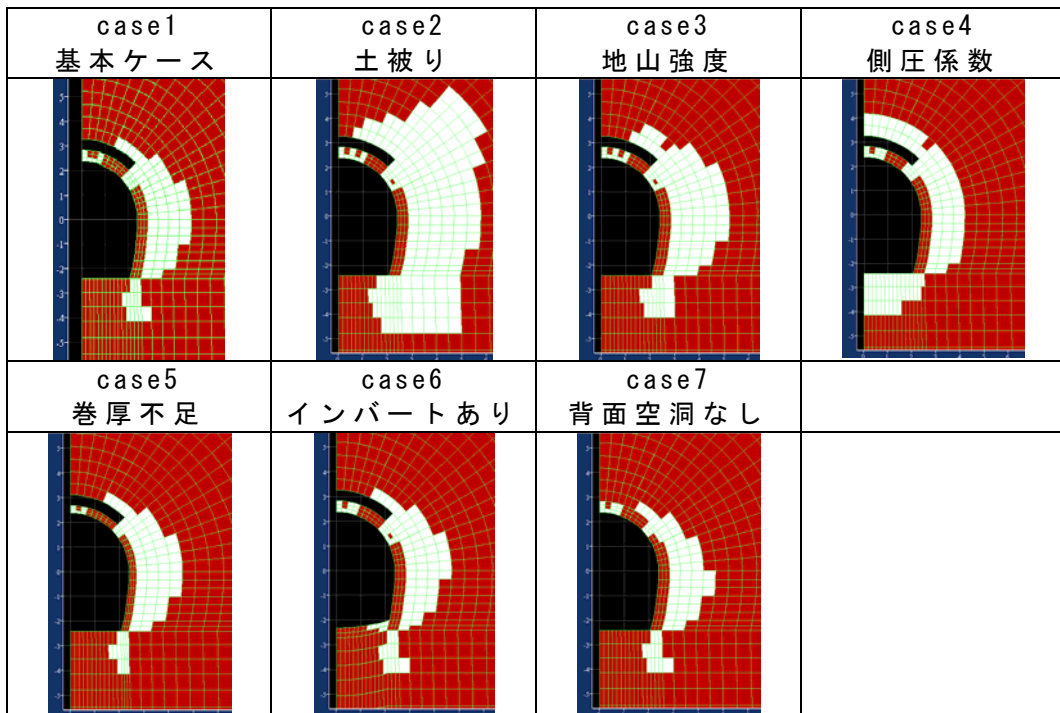 case1
基本ケース
case2
土被り
case3
地山強度
case4
側圧係数
case5
巻厚不足
case6
インバートあり
case7
背面空洞なし